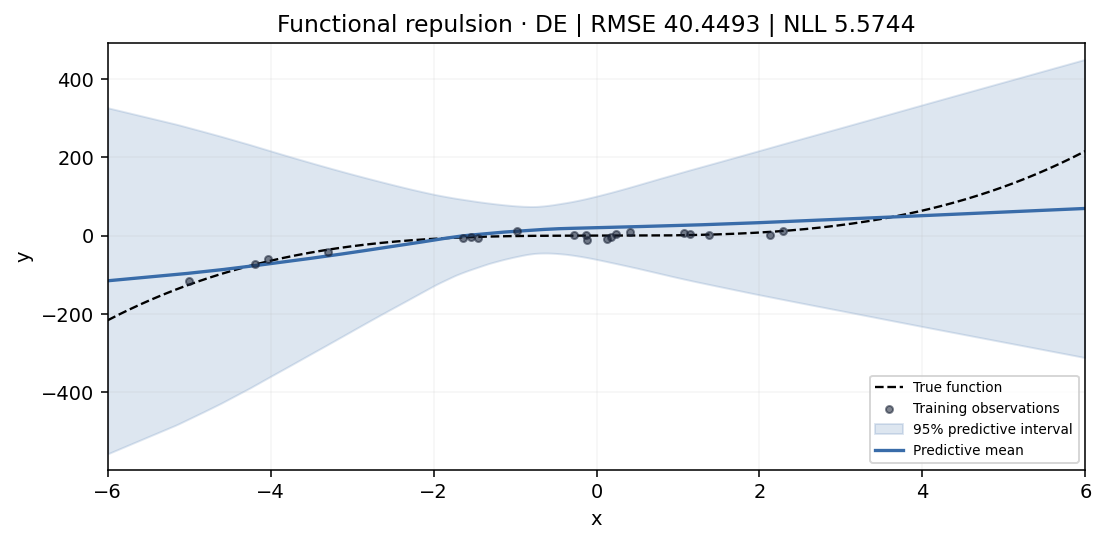 Functional repulsion · DE | RMSE 40.4493 | NLL 5.5744
400
200
0
−200
−400
y
−6
−4
−2
0
2
4
6
x
True function
Training observations
95% predictive interval
Predictive mean